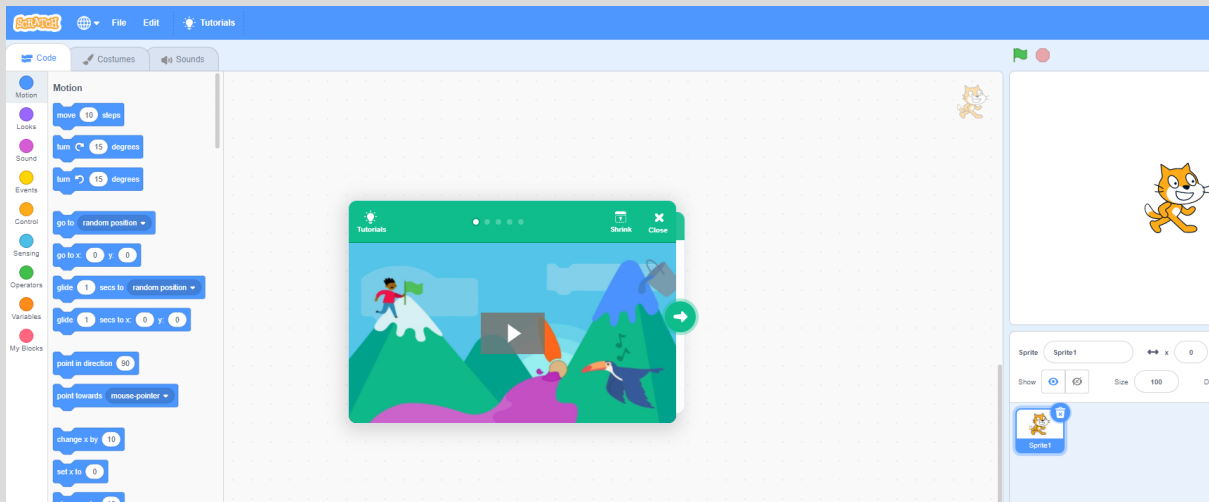 SCRATCH File Edit Tutorials
Code Costumes Sounds
Motion
Looks
Sound
Events
Control
Sensing
Operators
Variables
My Blocks
Motion
move 10 steps
turn 15 degrees
turn 15 degrees
go to random position
go to x: 0 y: 0
glide 1 secs to random position
glide 1 secs to x: 0 y: 0
point in direction 90
point towards mouse-pointer
change x by 10
set x to 0
Tutorials Shrink Close
Sprite Sprite1 x 0
Show Size 100 D
Sprite1